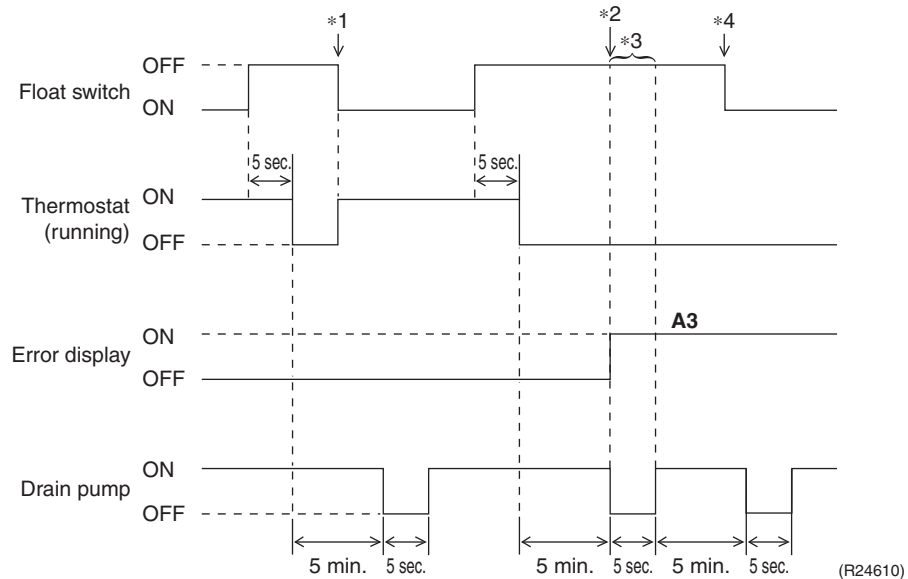 *1
*2
*3
*4
OFF
Float switch
ON
5 sec.
5 sec.
ON
Thermostat
(running)
OFF
A3
ON
Error display
OFF
ON
Drain pump
OFF
5 min.
5 sec.
5 min.
5 sec.
5 min.
5 sec.
(R24610)